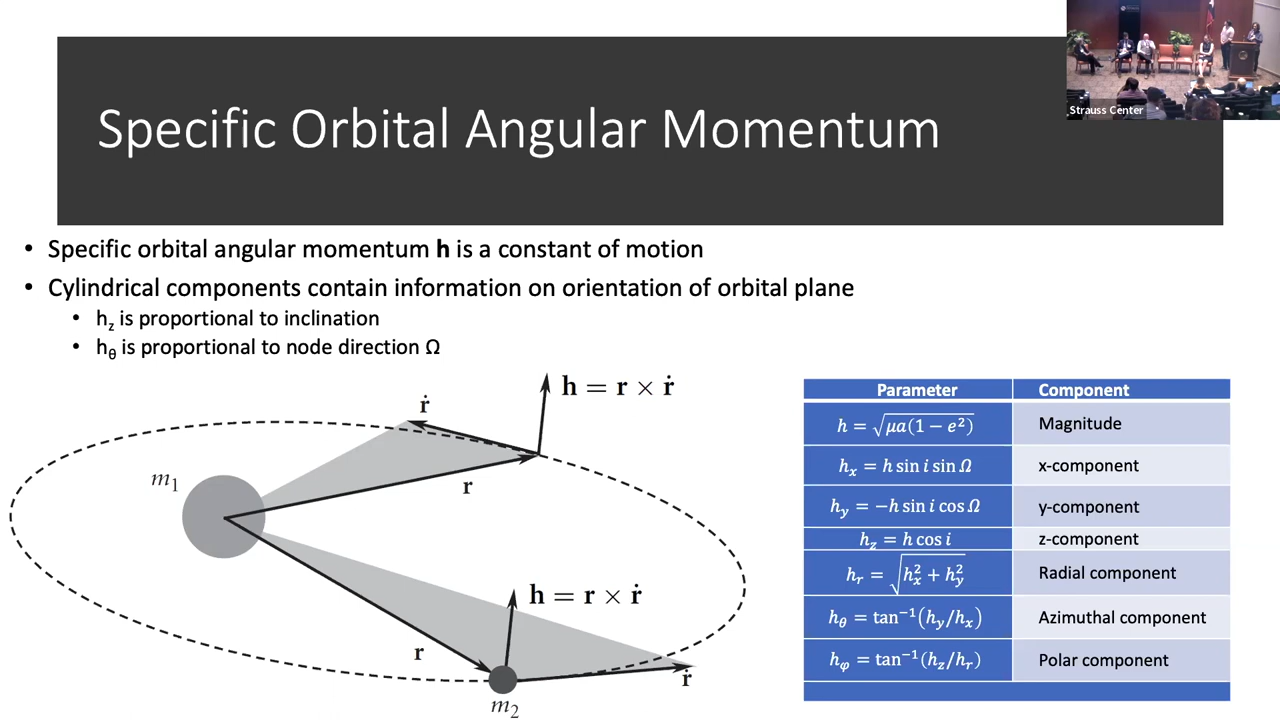 Strauss Center
Specific Orbital Angular Momentum
• Specific orbital angular momentum h is a constant of motion
• Cylindrical components contain information on orientation of orbital plane
• h_z is proportional to inclination
• h_θ is proportional to node direction Ω
h = r × ṙ
ṙ
m₁
r
h = r × ṙ
r
ṙ
m₂
Parameter Component
h = √(μa(1 − e²)) Magnitude
h_x = h sin i sin Ω x-component
h_y = −h sin i cos Ω y-component
h_z = h cos i z-component
h_r = √(h_x² + h_y²) Radial component
h_θ = tan⁻¹(h_y/h_x) Azimuthal component
h_φ = tan⁻¹(h_z/h_r) Polar component